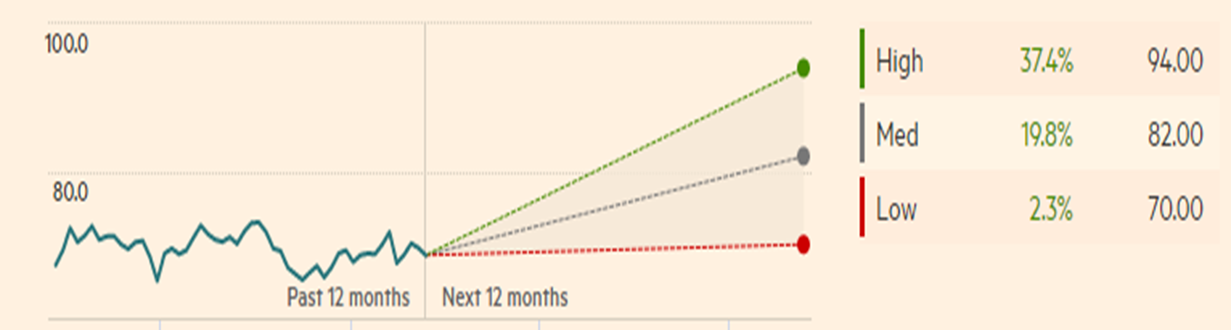 100.0
80.0
Past 12 months
Next 12 months
High 37.4% 94.00
Med 19.8% 82.00
Low 2.3% 70.00